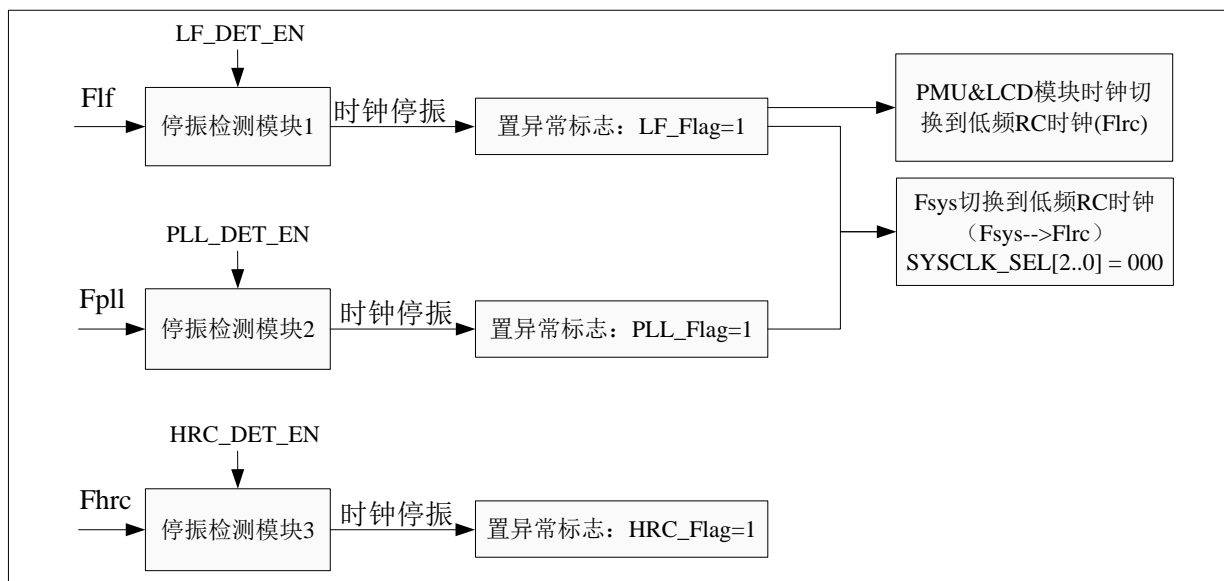 LF_DET_EN
Flf
停振检测模块1
时钟停振
置异常标志：LF_Flag=1
PMU&LCD模块时钟切
换到低频RC时钟(Flrc)
Fsys切换到低频RC时钟
（Fsys-->Flrc）
SYSCLK_SEL[2..0] = 000
PLL_DET_EN
Fpll
停振检测模块2
时钟停振
置异常标志：PLL_Flag=1
HRC_DET_EN
Fhrc
停振检测模块3
时钟停振
置异常标志：HRC_Flag=1